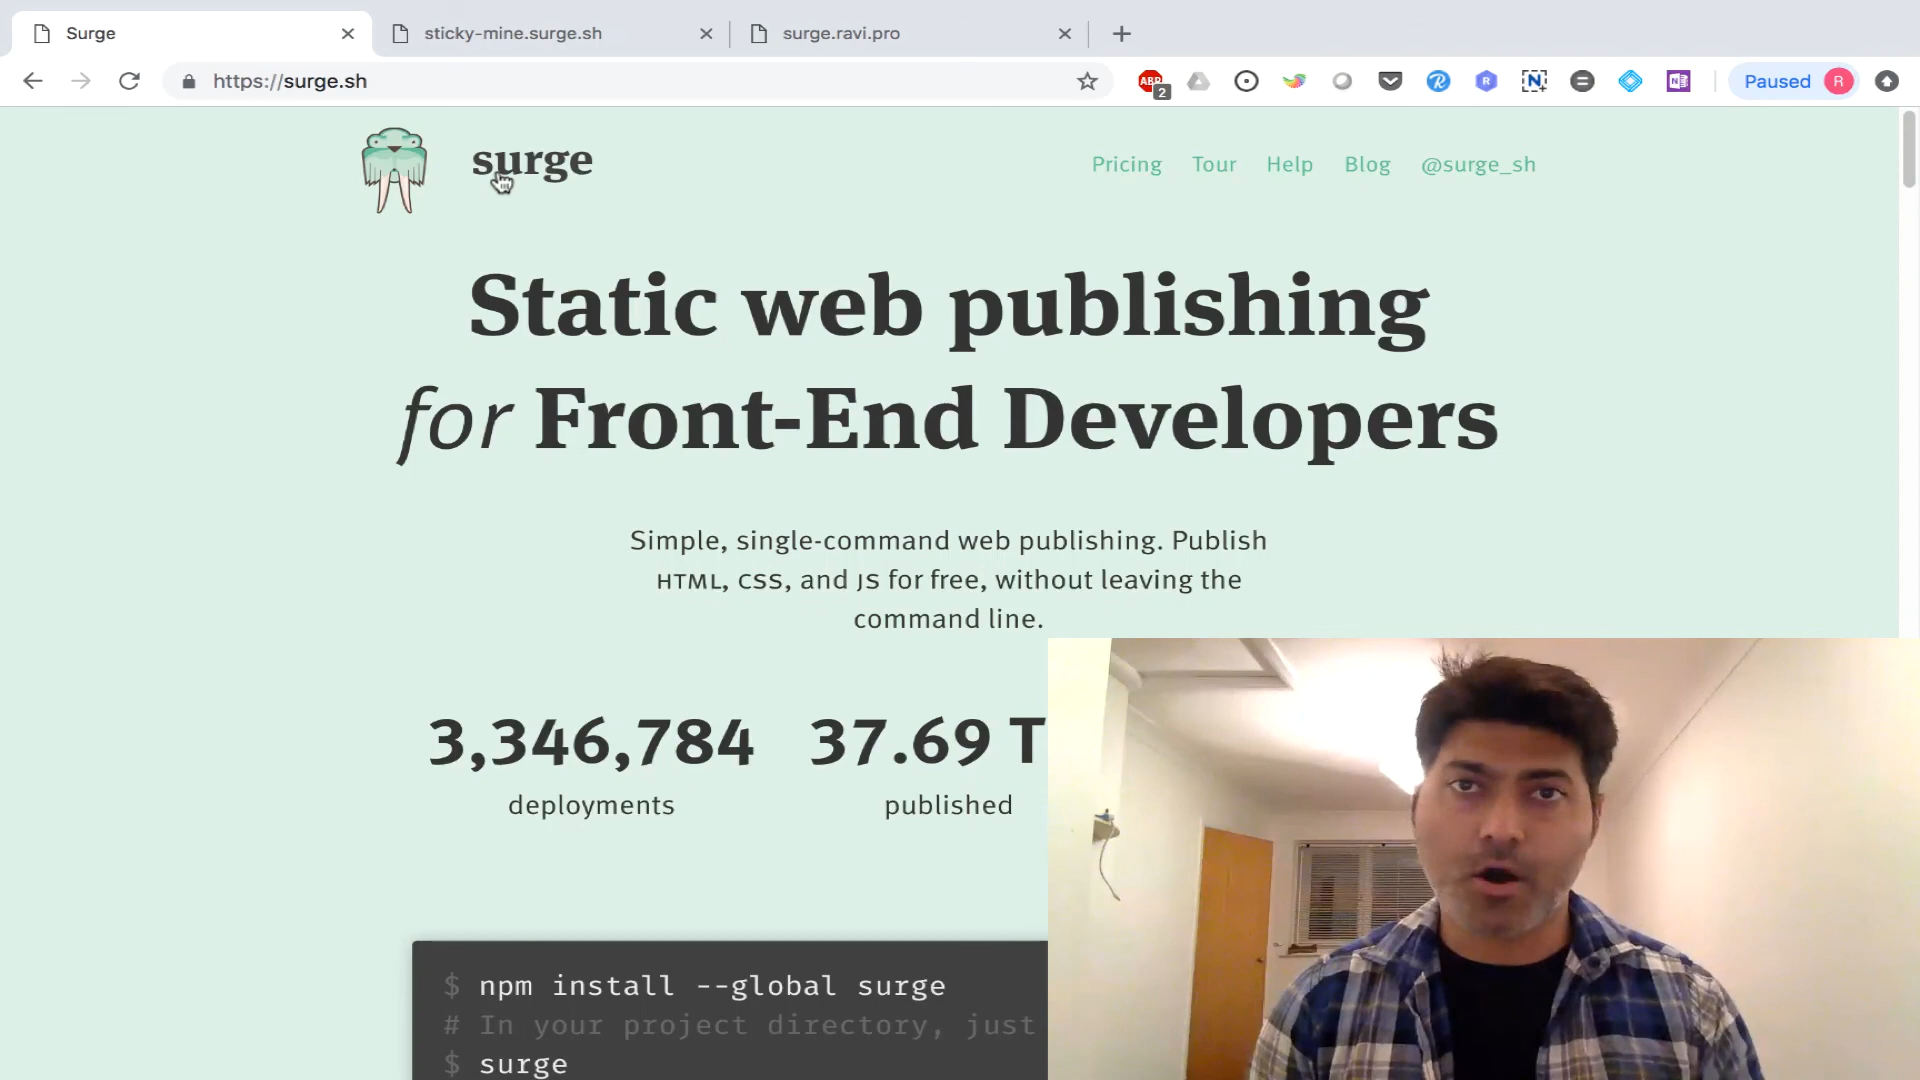 Surge
sticky-mine.surge.sh
surge.ravi.pro
https://surge.sh
ABP
2
R
R
N
N
Paused
R
surge
Pricing
Tour
Help
Blog
@surge_sh
Static web publishing
for Front-End Developers
Simple, single-command web publishing. Publish
HTML, CSS, and JS for free, without leaving the
command line.
3,346,784
37.69 T
deployments
published
$ npm install --global surge
# In your project directory, just
$ surge